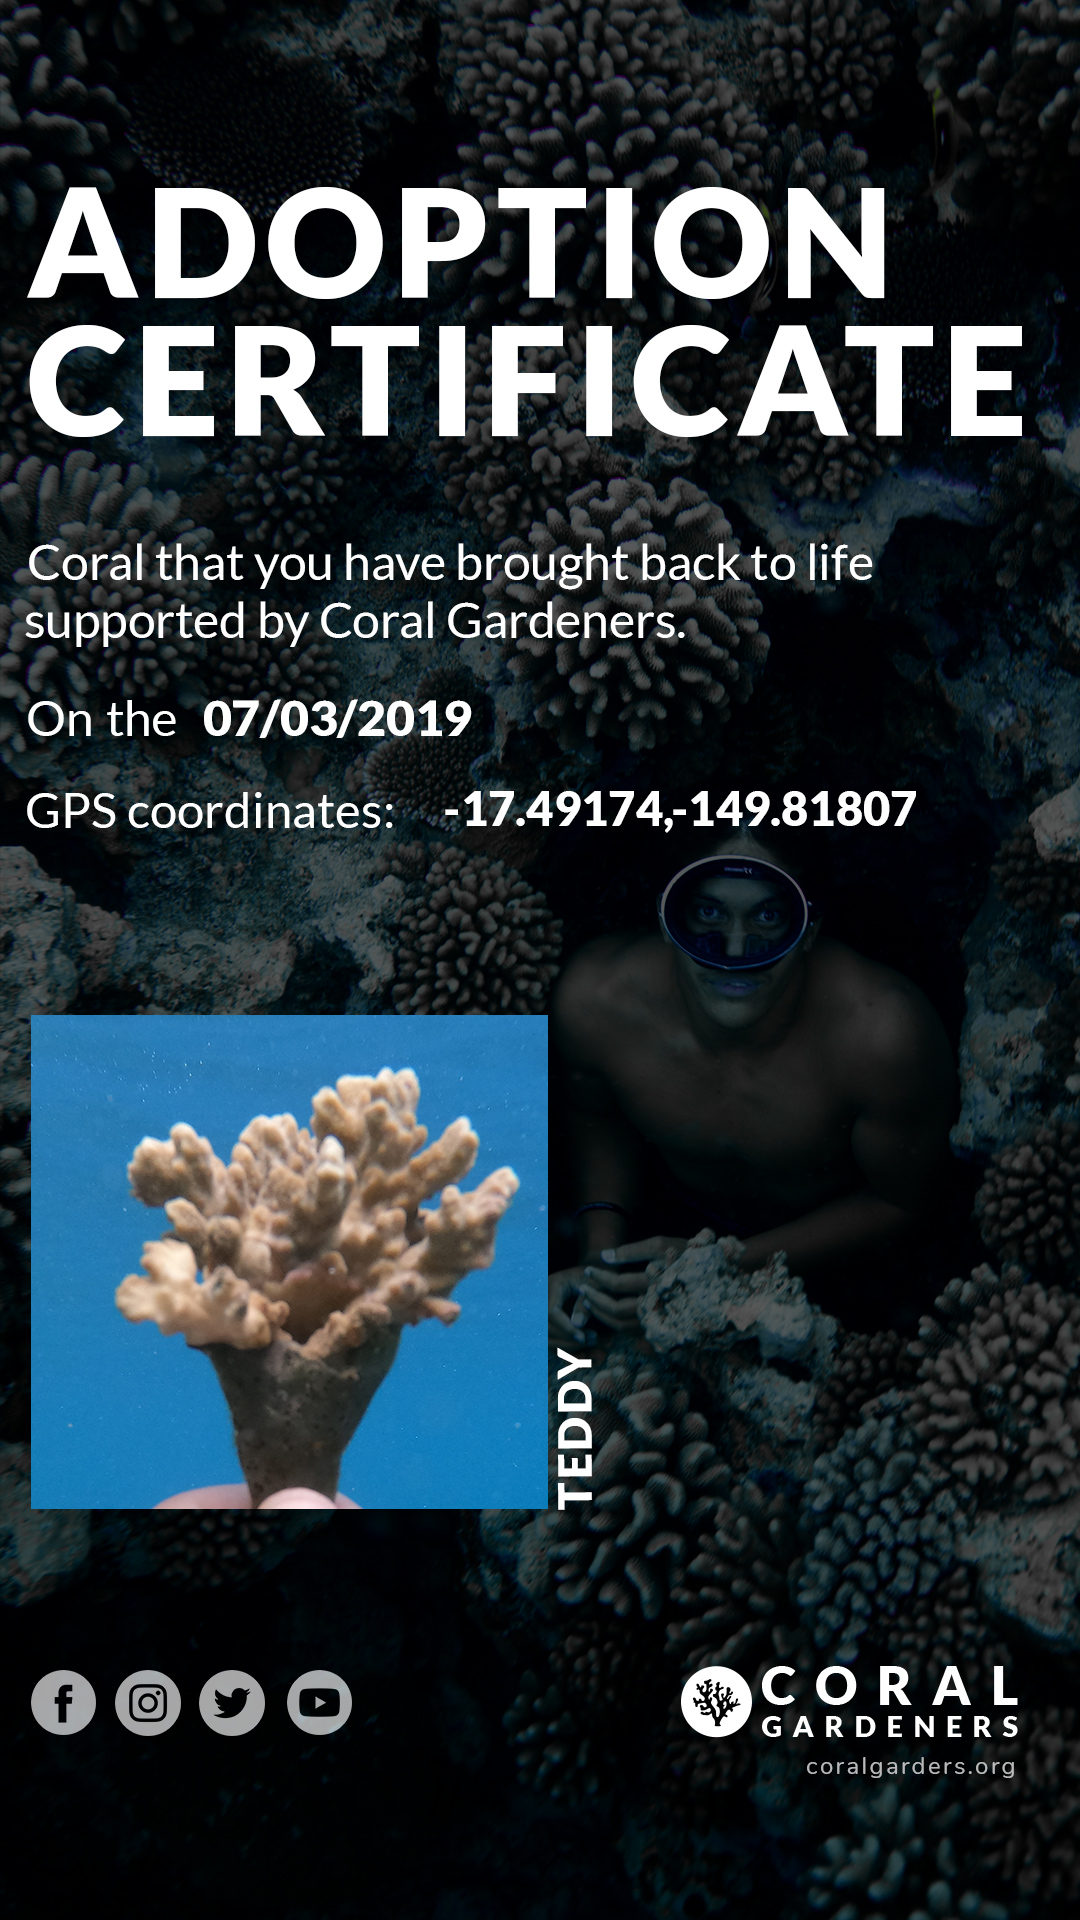 ADOPTION
CERTIFICATE
Coral that you have brought back to life
supported by Coral Gardeners.
On the 07/03/2019
GPS coordinates: -17.49174,-149.81807
TEDDY
CORAL
GARDENERS
coralgarders.org